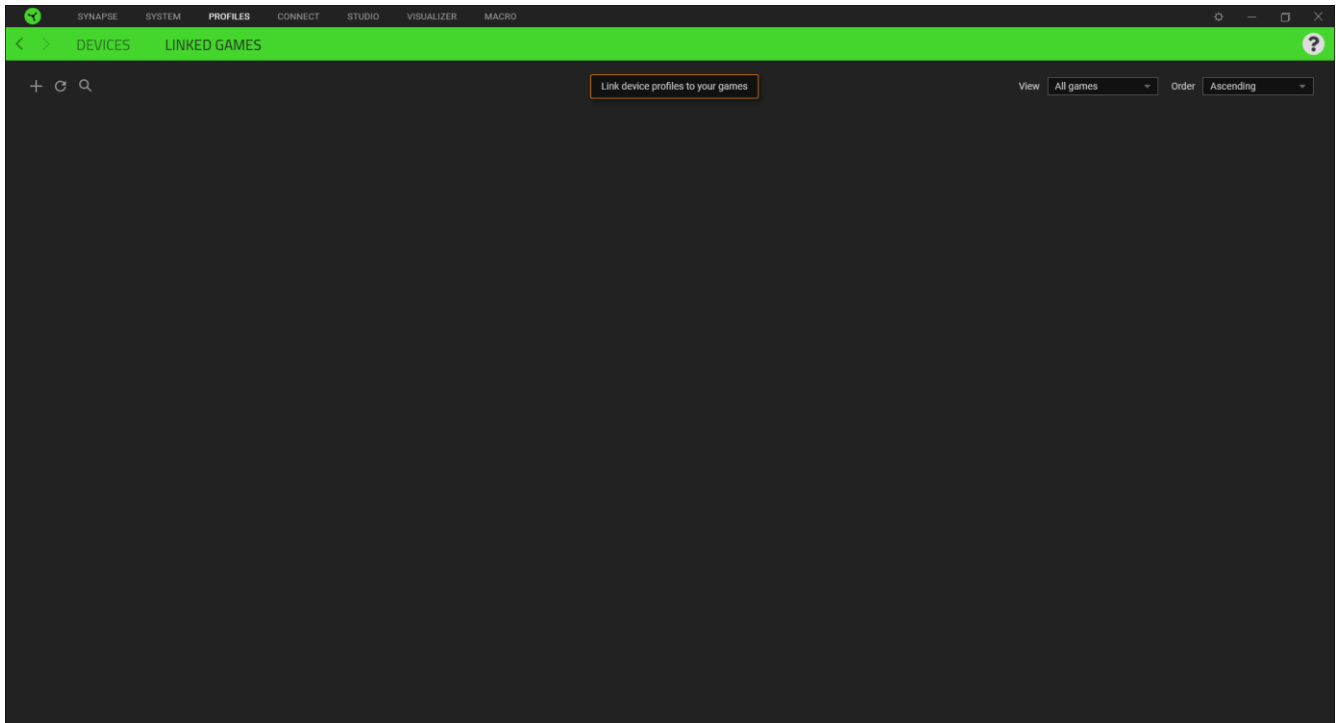 SYNAPSE SYSTEM PROFILES CONNECT STUDIO VISUALIZER MACRO
DEVICES LINKED GAMES ?
Link device profiles to your games View All games Order Ascending